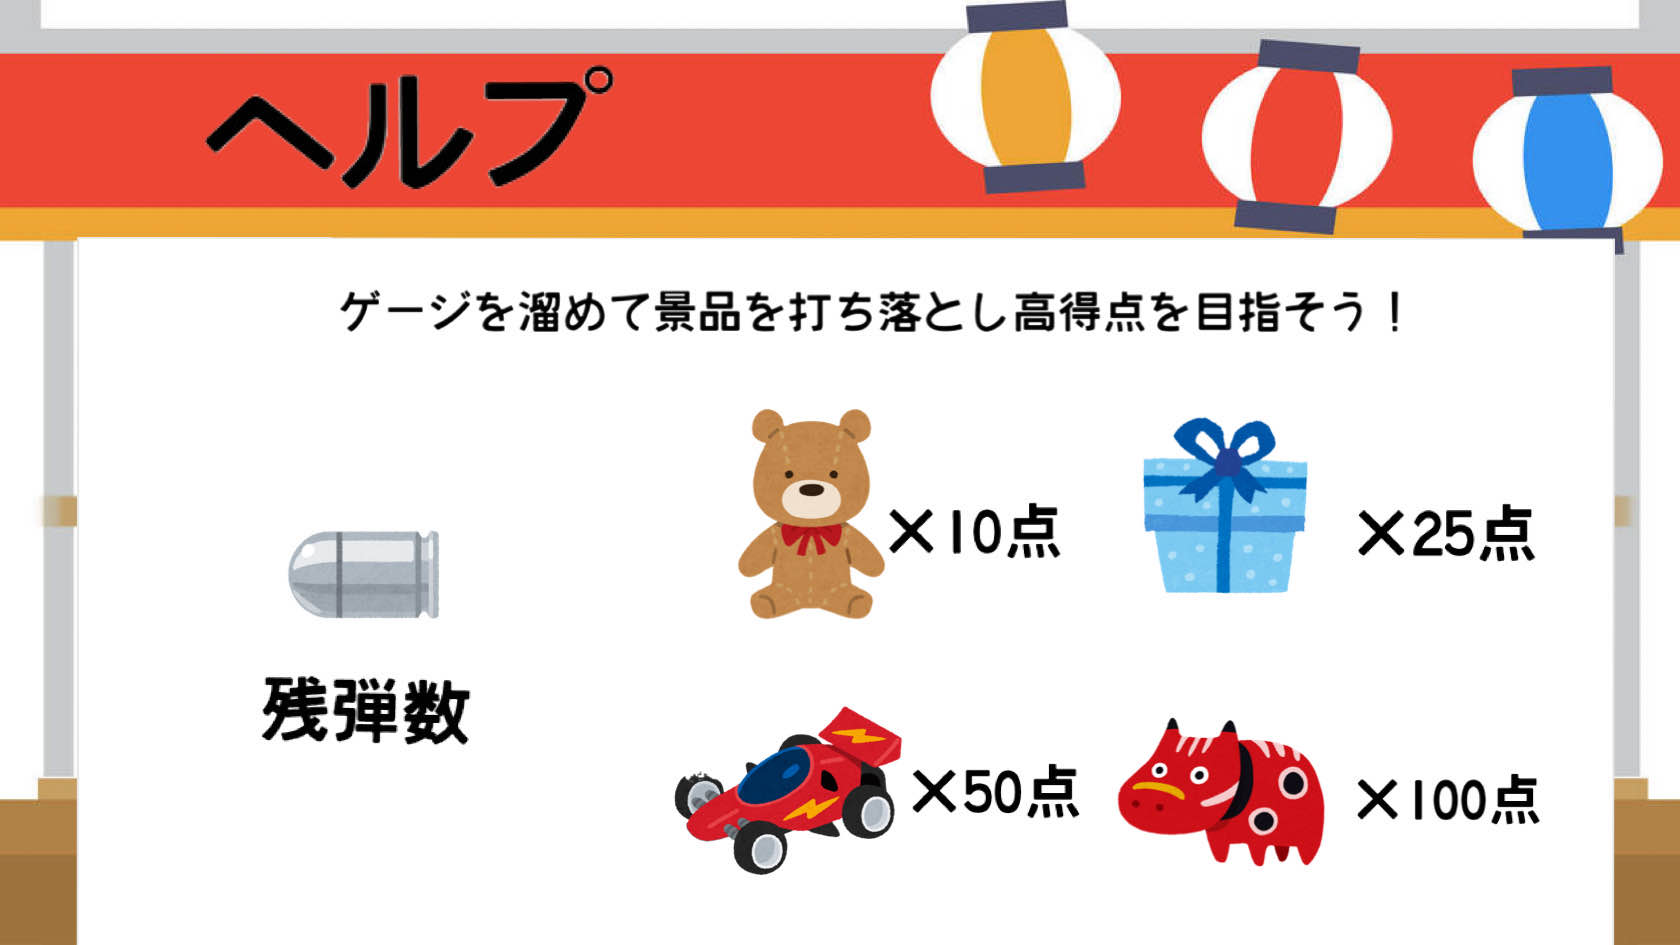 ヘルプ
ゲージを溜めて景品を打ち落とし高得点を目指そう！
×10点
×25点
残弾数
×50点
×100点